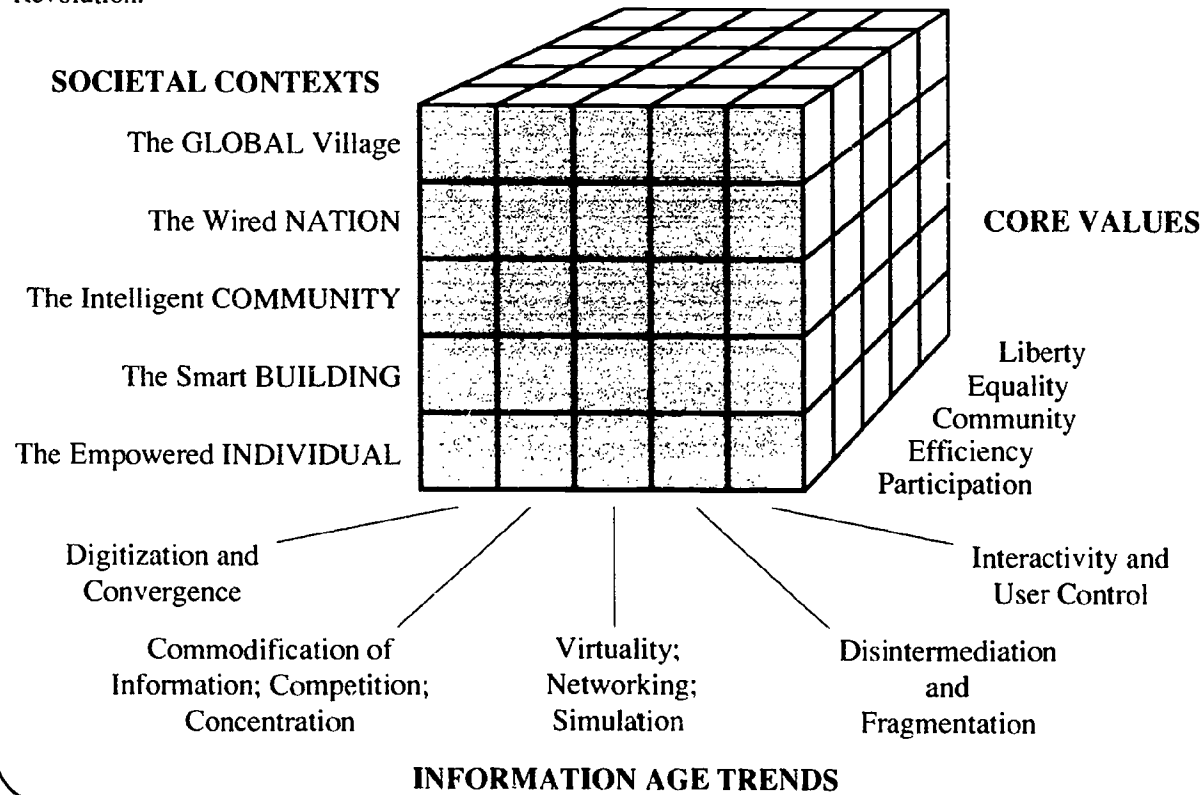 Revolution.
SOCIETAL CONTEXTS
The GLOBAL Village
The Wired NATION
The Intelligent COMMUNITY
The Smart BUILDING
The Empowered INDIVIDUAL
CORE VALUES
Liberty
Equality
Community
Efficiency
Participation
Digitization and
Convergence
Commodification of
Information; Competition;
Concentration
Virtuality;
Networking;
Simulation
Disintermediation
and
Fragmentation
Interactivity and
User Control
INFORMATION AGE TRENDS